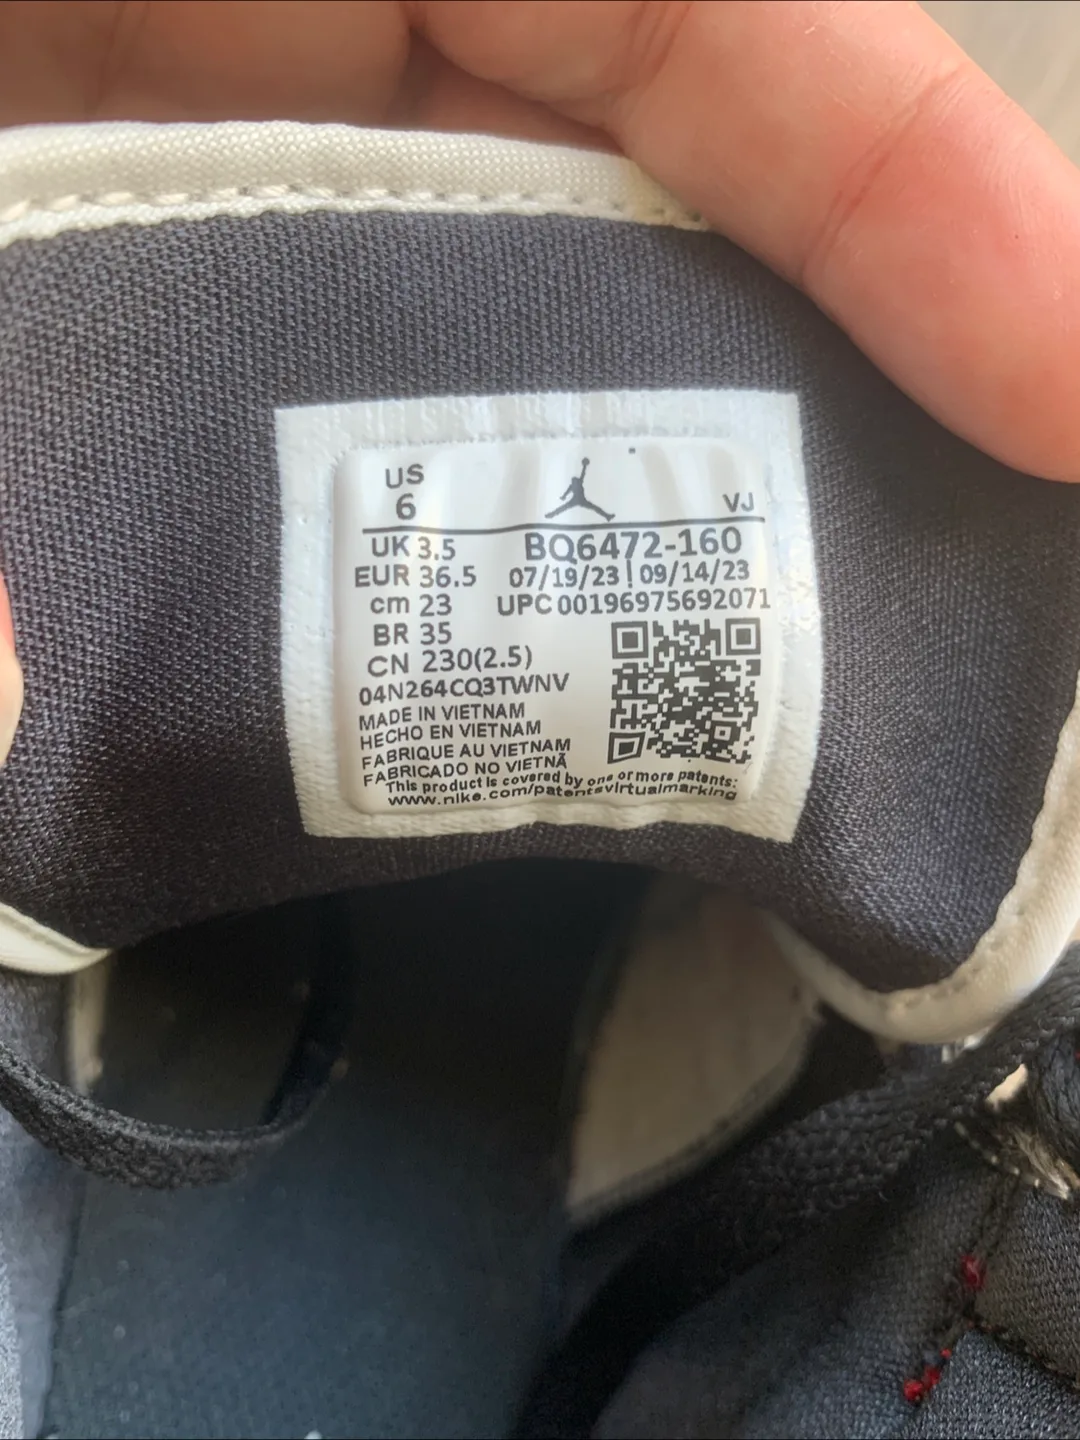 US
6
VJ
UK 3.5
BQ6472-160
EUR 36.5
07/19/23 | 09/14/23
cm 23
UPC 00196975692071
BR 35
CN 230(2.5)
04N264CQ3TWNV
MADE IN VIETNAM
HECHO EN VIETNAM
FABRIQUE AU VIETNAM
FABRICADO NO VIETNÃ
This product is covered by one or more patents:
www.nike.com/patentsvirtualmarking